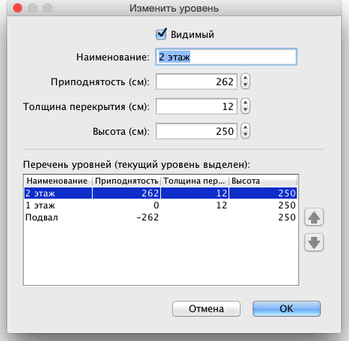 Изменить уровень
Видимый
Наименование: 2 этаж
Приподнятость (см): 262
Толщина перекрытия (см): 12
Высота (см): 250
Перечень уровней (текущий уровень выделен):
Наименование Приподнятость Толщина пер... Высота
2 этаж 262 12 250
1 этаж 0 12 250
Подвал -262 250
Отмена OK